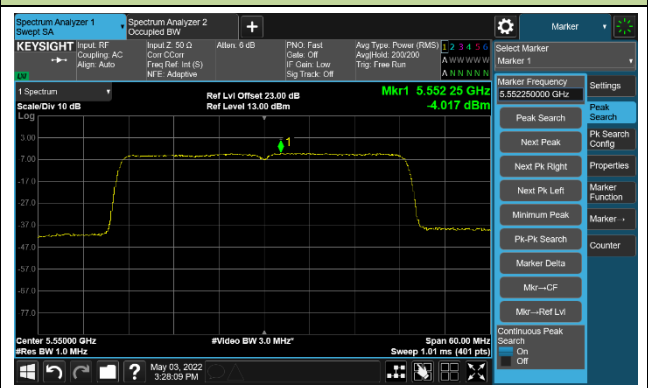 Spectrum Analyzer 1
Swept SA
Spectrum Analyzer 2
Occupied BW
+
Marker
KEYSIGHT
Input: RF
Coupling: AC
Align: Auto
Input Z: 50 Ω
Corr CCorr
Freq Ref: Int (S)
NFE: Adaptive
Atten: 6 dB
PNO: Fast
Gate: Off
IF Gain: Low
Sig Track: Off
Avg Type: Power (RMS)
Avg|Hold: 200/200
Trig: Free Run
1 2 3 4 5 6
A W W W W W
A N N N N N
LXI
Select Marker
Marker 1
1 Spectrum
Scale/Div 10 dB
Log
Ref Lvl Offset 23.00 dB
Ref Level 13.00 dBm
Mkr1 5.552 25 GHz
-4.017 dBm
3.00
-7.00
-17.0
-27.0
-37.0
-47.0
-57.0
-67.0
-77.0
1
Center 5.55000 GHz
#Res BW 1.0 MHz
#Video BW 3.0 MHz*
Span 60.00 MHz
Sweep 1.01 ms (401 pts)
Marker Frequency
5.552250000 GHz
Peak Search
Next Peak
Next Pk Right
Next Pk Left
Minimum Peak
Pk-Pk Search
Marker Delta
Mkr→CF
Mkr→Ref Lvl
Continuous Peak
Search
On
Off
Settings
Peak
Search
Pk Search
Config
Properties
Marker
Function
Marker→
Counter
?
May 03, 2022
3:28:09 PM